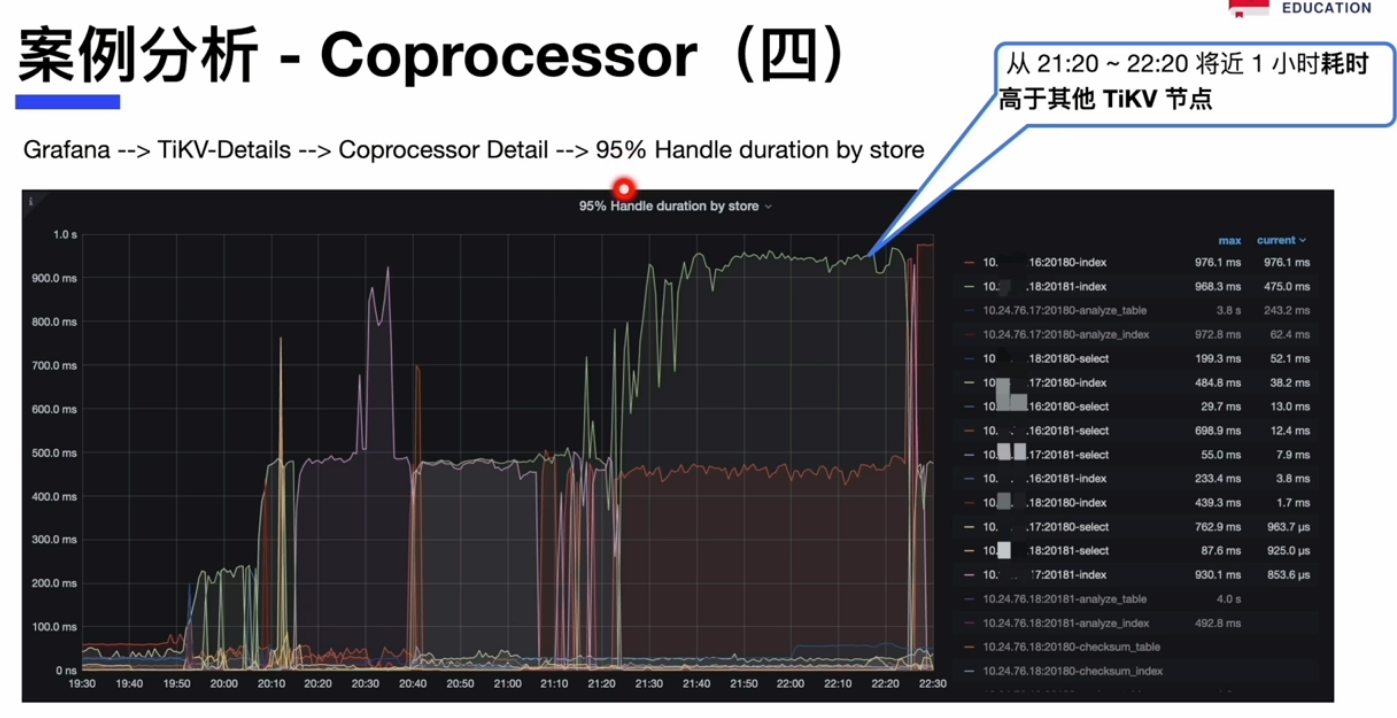 EDUCATION
案例分析 - Coprocessor（四）
从 21:20 ~ 22:20 将近 1 小时耗时
高于其他 TiKV 节点
Grafana --> TiKV-Details --> Coprocessor Detail --> 95% Handle duration by store
95% Handle duration by store
1.0 s
900.0 ms
800.0 ms
700.0 ms
600.0 ms
500.0 ms
400.0 ms
300.0 ms
200.0 ms
100.0 ms
0 ns
19:30 19:40 19:50 20:00 20:10 20:20 20:30 20:40 20:50 21:00 21:10 21:20 21:30 21:40 21:50 22:00 22:10 22:20 22:30
max current
10. .16:20180-index 976.1 ms 976.1 ms
10. .18:20181-index 968.3 ms 475.0 ms
10.24.76.17:20180-analyze_table 3.8 s 243.2 ms
10.24.76.17:20180-analyze_index 972.8 ms 62.4 ms
10 .18:20180-select 199.3 ms 52.1 ms
10 .17:20180-index 484.8 ms 38.2 ms
10. .16:20180-select 29.7 ms 13.0 ms
10. .16:20181-select 698.9 ms 12.4 ms
10. .17:20181-select 55.0 ms 7.9 ms
10. .16:20181-index 233.4 ms 3.8 ms
10. .18:20180-index 439.3 ms 1.7 ms
10. .17:20180-select 762.9 ms 963.7 µs
10. 18:20181-select 87.6 ms 925.0 µs
10. 17:20181-index 930.1 ms 853.6 µs
10.24.76.18:20181-analyze_table 4.0 s
10.24.76.18:20181-analyze_index 492.8 ms
10.24.76.18:20180-checksum_table
10.24.76.18:20180-checksum_index